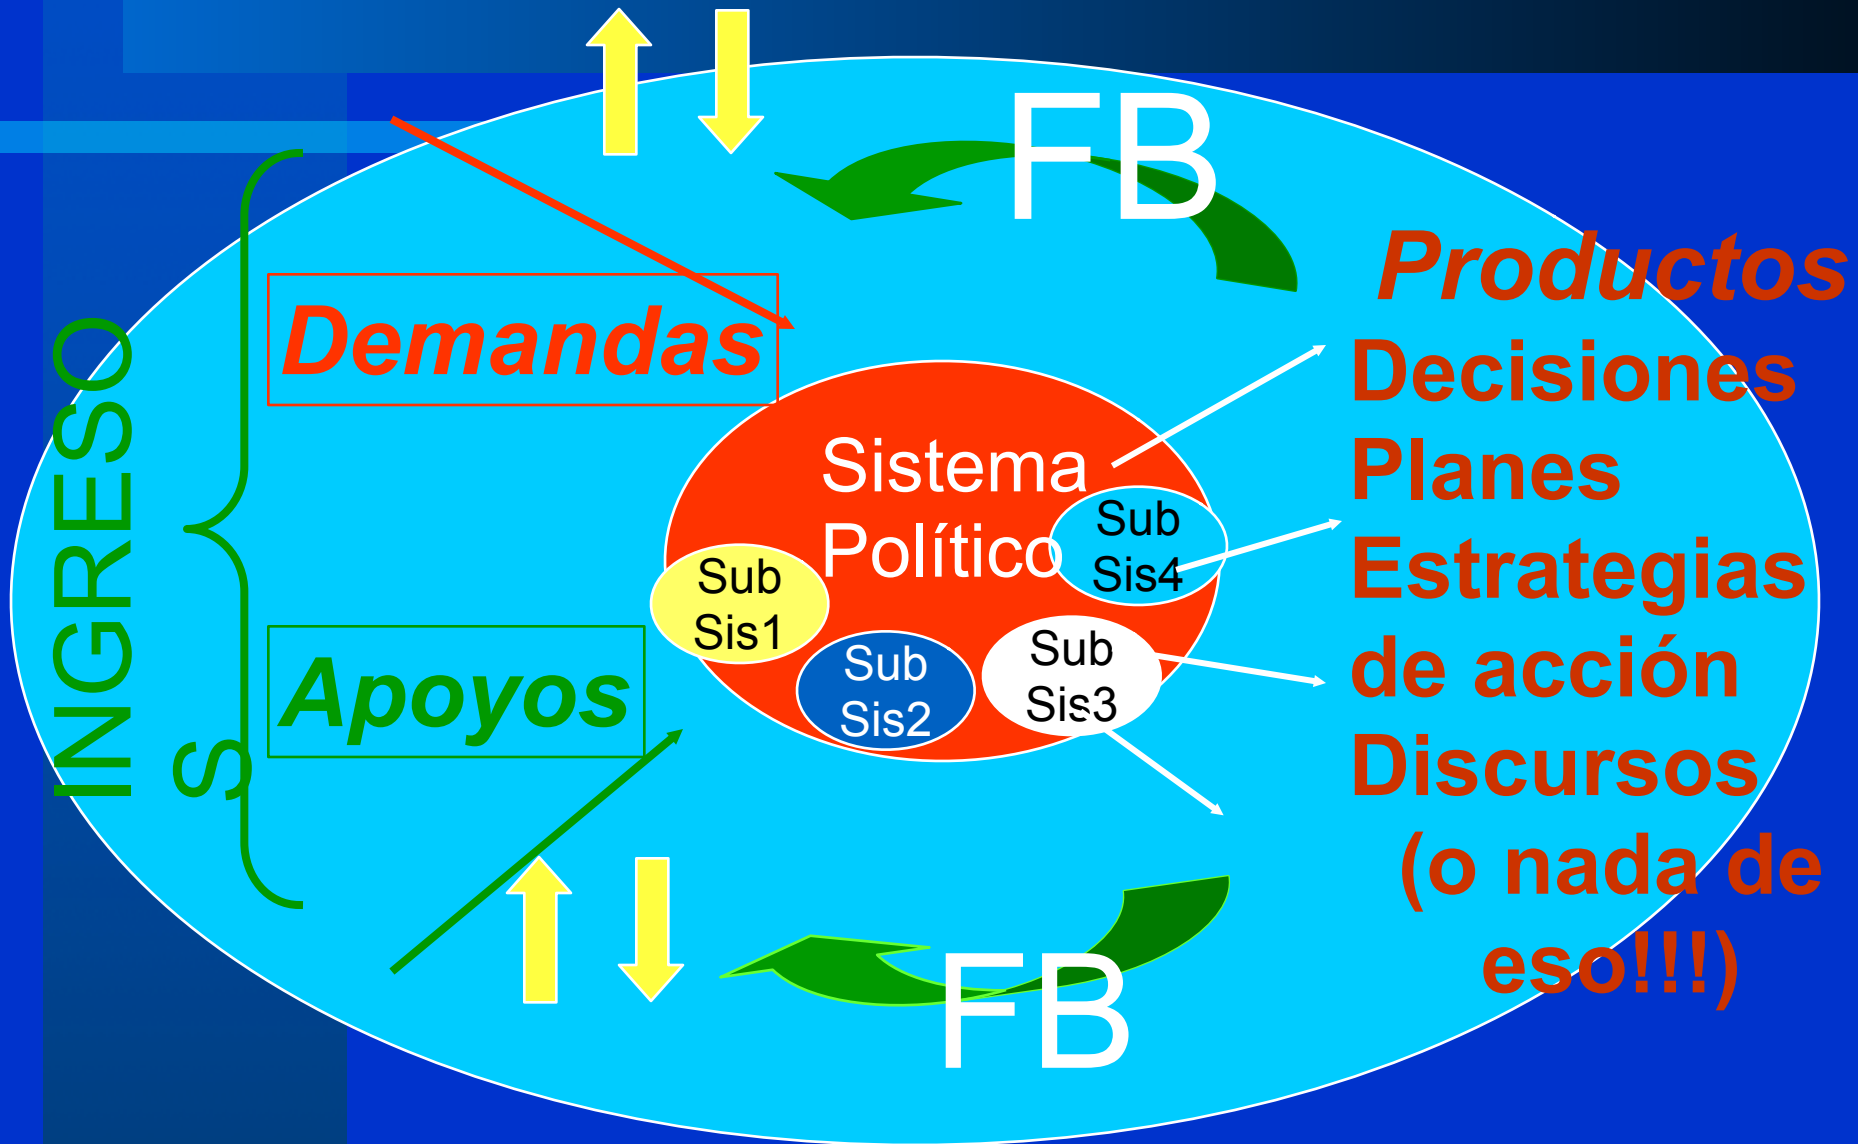 FB
INGRESO
S
Demandas
Apoyos
Sistema
Político
Sub
Sis1
Sub
Sis2
Sub
Sis3
Sub
Sis4
Productos
Decisiones
Planes
Estrategias
de acción
Discursos
(o nada de
eso!!!)
FB